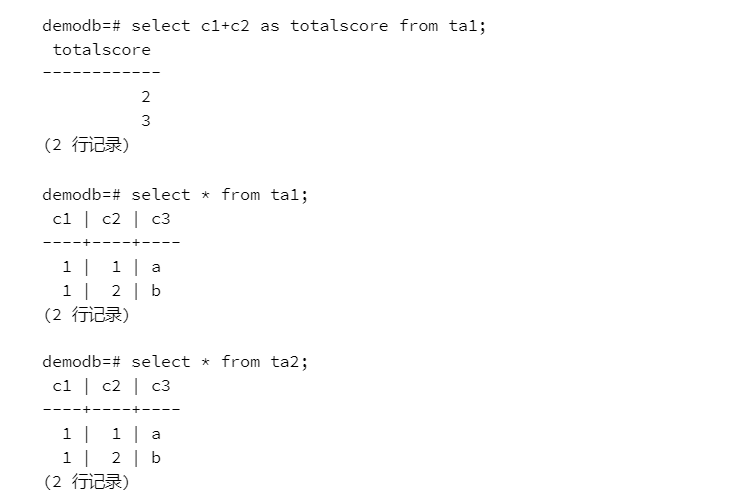 demodb=# select c1+c2 as totalscore from ta1;
 totalscore
------------
          2
          3
(2 行记录)

demodb=# select * from ta1;
 c1 | c2 | c3
----+----+----
  1 |  1 | a
  1 |  2 | b
(2 行记录)

demodb=# select * from ta2;
 c1 | c2 | c3
----+----+----
  1 |  1 | a
  1 |  2 | b
(2 行记录)